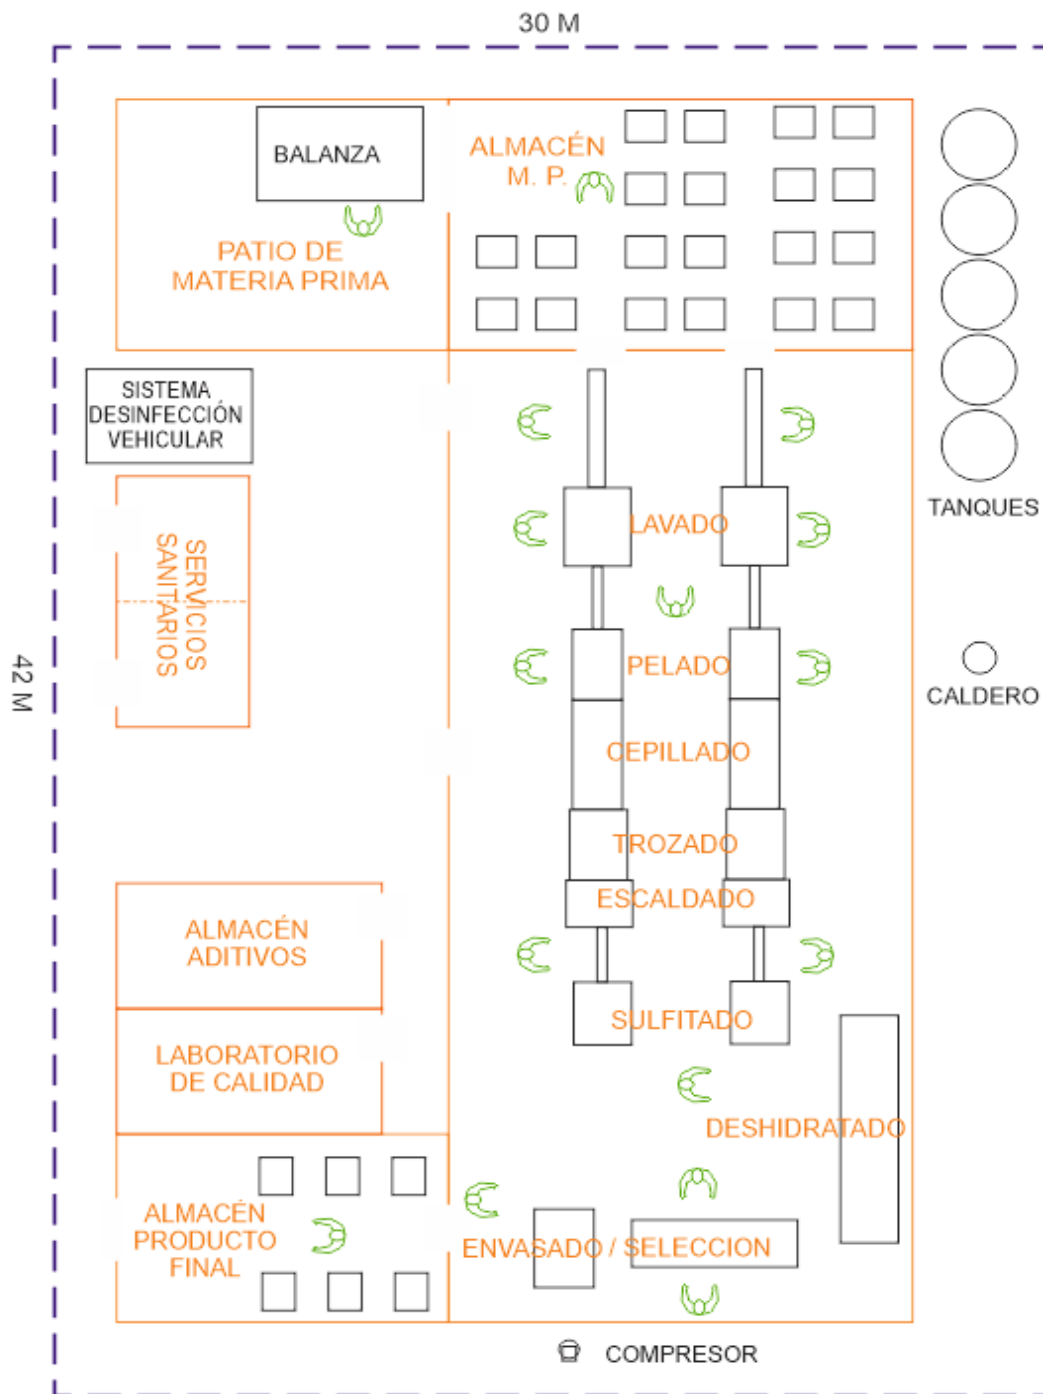 30 M
BALANZA
ALMACÉN
M. P.
PATIO DE
MATERIA PRIMA
SISTEMA
DESINFECCIÓN
VEHICULAR
TANQUES
LAVADO
SERVICIOS
SANITARIOS
42 M
PELADO
CALDERO
CEPILLADO
TROZADO
ESCALDADO
ALMACÉN
ADITIVOS
SULFITADO
LABORATORIO
DE CALIDAD
DESHIDRATADO
ALMACÉN
PRODUCTO
FINAL
ENVASADO / SELECCION
COMPRESOR